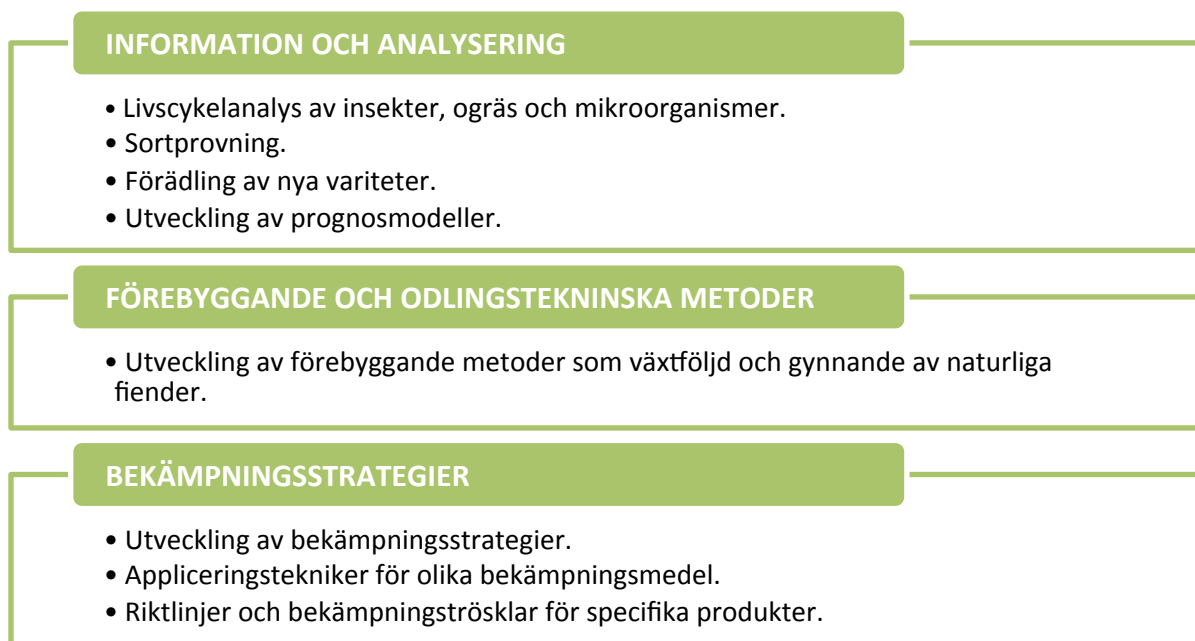 INFORMATION OCH ANALYSERING
• Livscykelanalys av insekter, ogräs och mikroorganismer.
• Sortprovning.
• Förädling av nya variteter.
• Utveckling av prognosmodeller.
FÖREBYGGANDE OCH ODLINGSTEKNINSKA METODER
• Utveckling av förebyggande metoder som växtföljd och gynnande av naturliga
fiender.
BEKÄMPNINGSSTRATEGIER
• Utveckling av bekämpningsstrategier.
• Appliceringstekniker för olika bekämpningsmedel.
• Riktlinjer och bekämpningströsklar för specifika produkter.